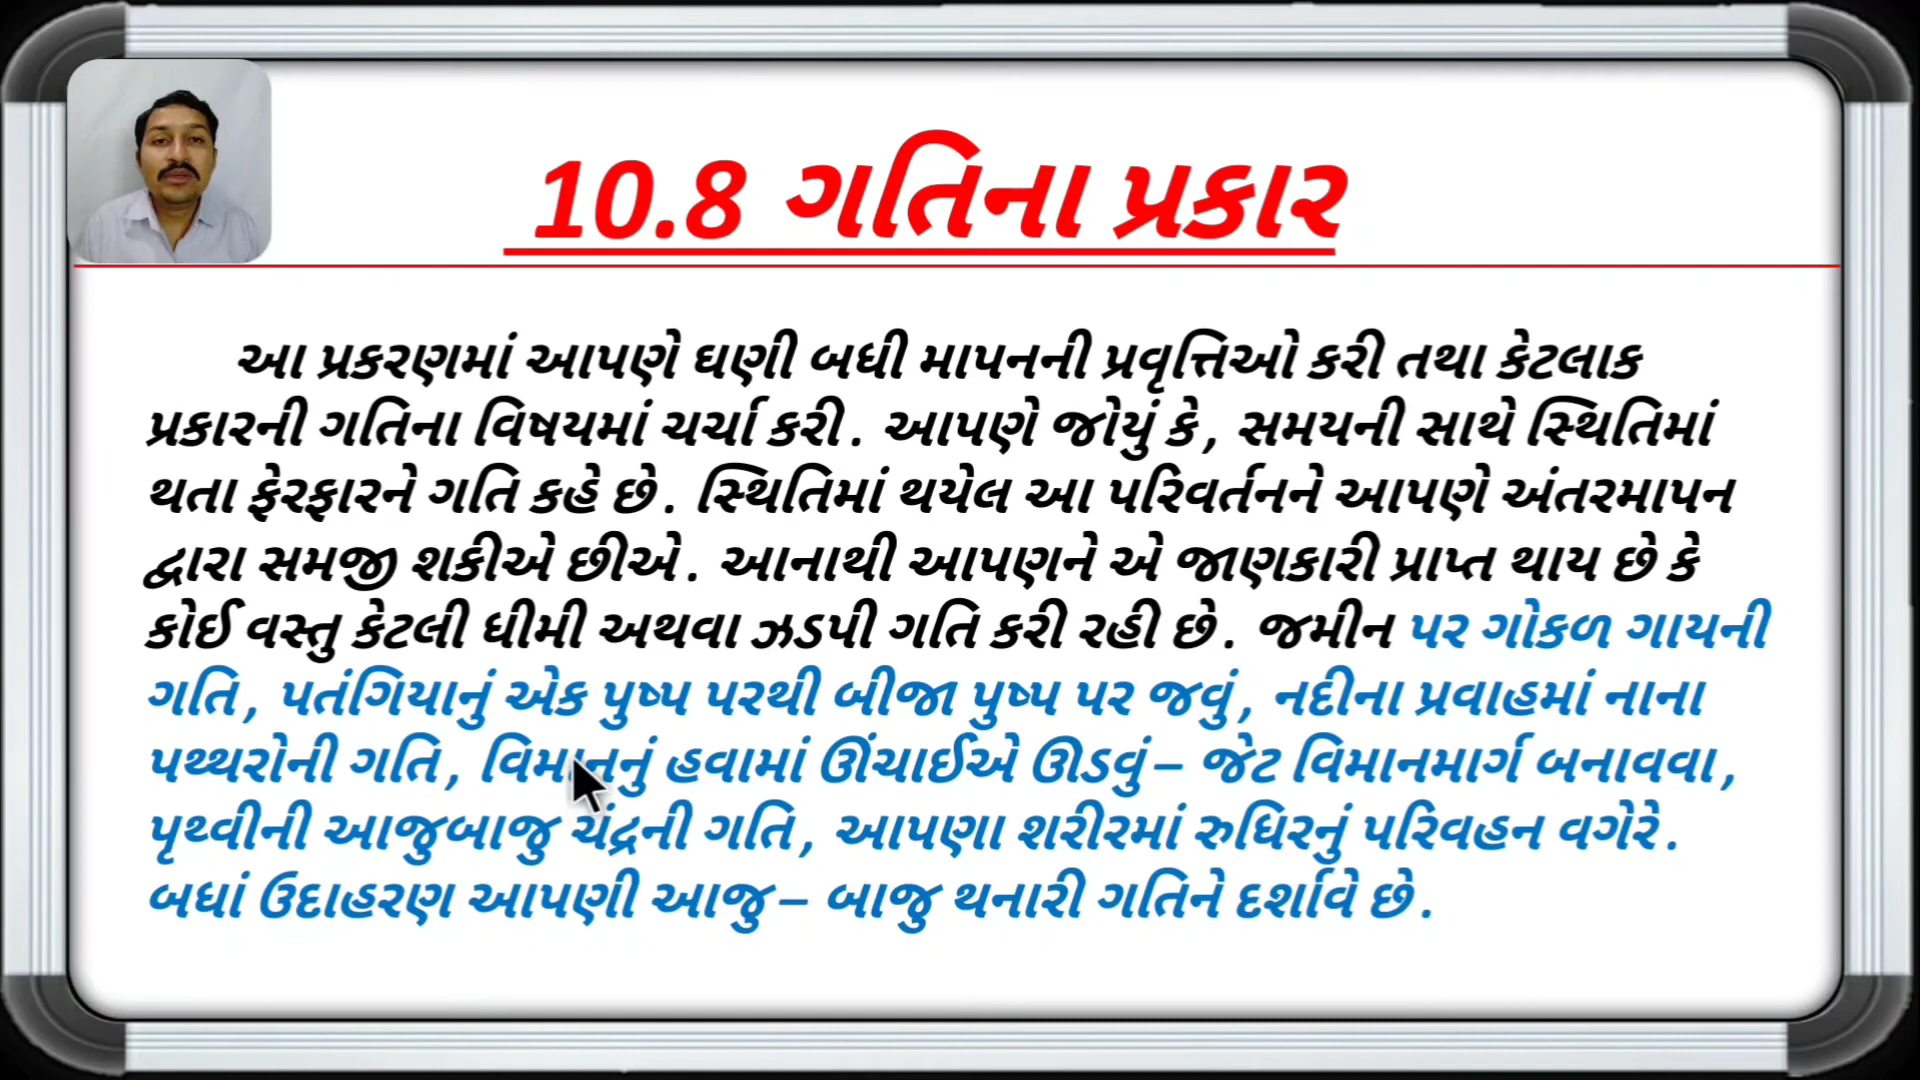 10.8 ગતિના પ્રકાર
આ પ્રકરણમાં આપણે ઘણી બધી માપનની પ્રવૃત્તિઓ કરી તથા કેટલાક
પ્રકારની ગતિના વિષયમાં ચર્ચા કરી. આપણે જોયું કે, સમયની સાથે સ્થિતિમાં
થતા ફેરફારને ગતિ કહે છે. સ્થિતિમાં થયેલ આ પરિવર્તનને આપણે અંતરમાપન
દ્વારા સમજી શકીએ છીએ. આનાથી આપણને એ જાણકારી પ્રાપ્ત થાય છે કે
કોઈ વસ્તુ કેટલી ધીમી અથવા ઝડપી ગતિ કરી રહી છે. જમીન પર ગોકળ ગાયની
ગતિ, પતંગિયાનું એક પુષ્પ પરથી બીજા પુષ્પ પર જવું, નદીના પ્રવાહમાં નાના
પથ્થરોની ગતિ, વિમાનનું હવામાં ઊંચાઈએ ઊડવું– જેટ વિમાનમાર્ગ બનાવવા,
પૃથ્વીની આજુબાજુ ચંદ્રની ગતિ, આપણા શરીરમાં રુધિરનું પરિવહન વગેરે.
બધાં ઉદાહરણ આપણી આજુ– બાજુ થનારી ગતિને દર્શાવે છે.